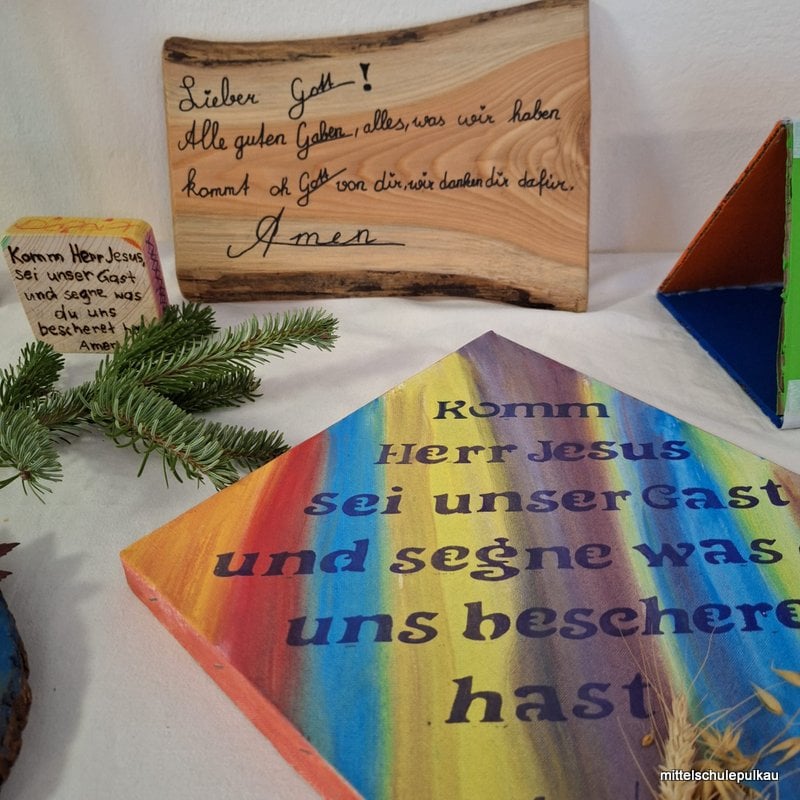 Lieber Gott!
Alle guten Gaben, alles, was wir haben
kommt oh Gott von dir, wir danken dir dafür.
Amen
Komm Herr Jesus,
sei unser Gast
und segne was
du uns
bescheret
Amen
Komm
Herr Jesus
sei unser Gast
und segne was
uns beschere
hast
mittelschulepulkau